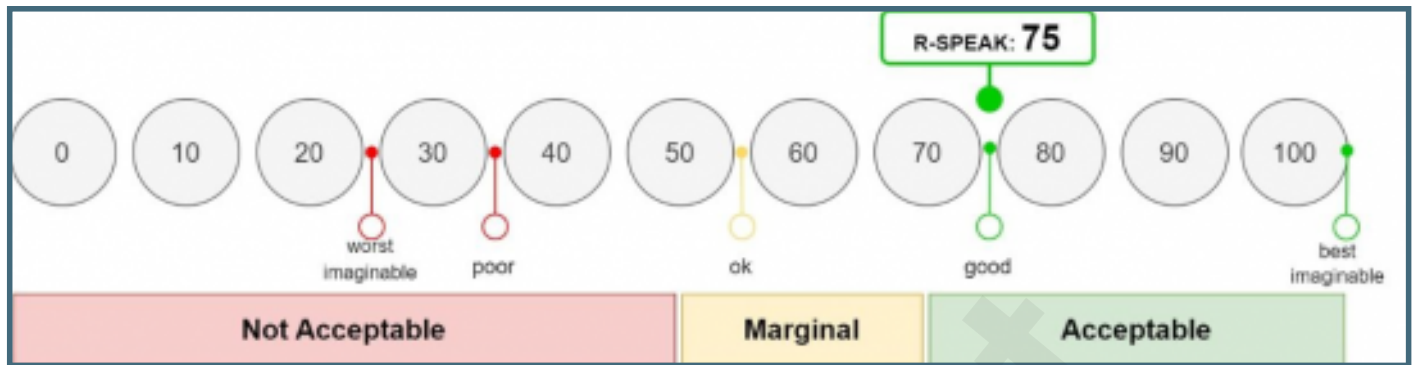 R-SPEAK: 75
0 10 20 30 40 50 60 70 80 90 100
worst
imaginable
poor
ok
good
best
imaginable
Not Acceptable Marginal Acceptable